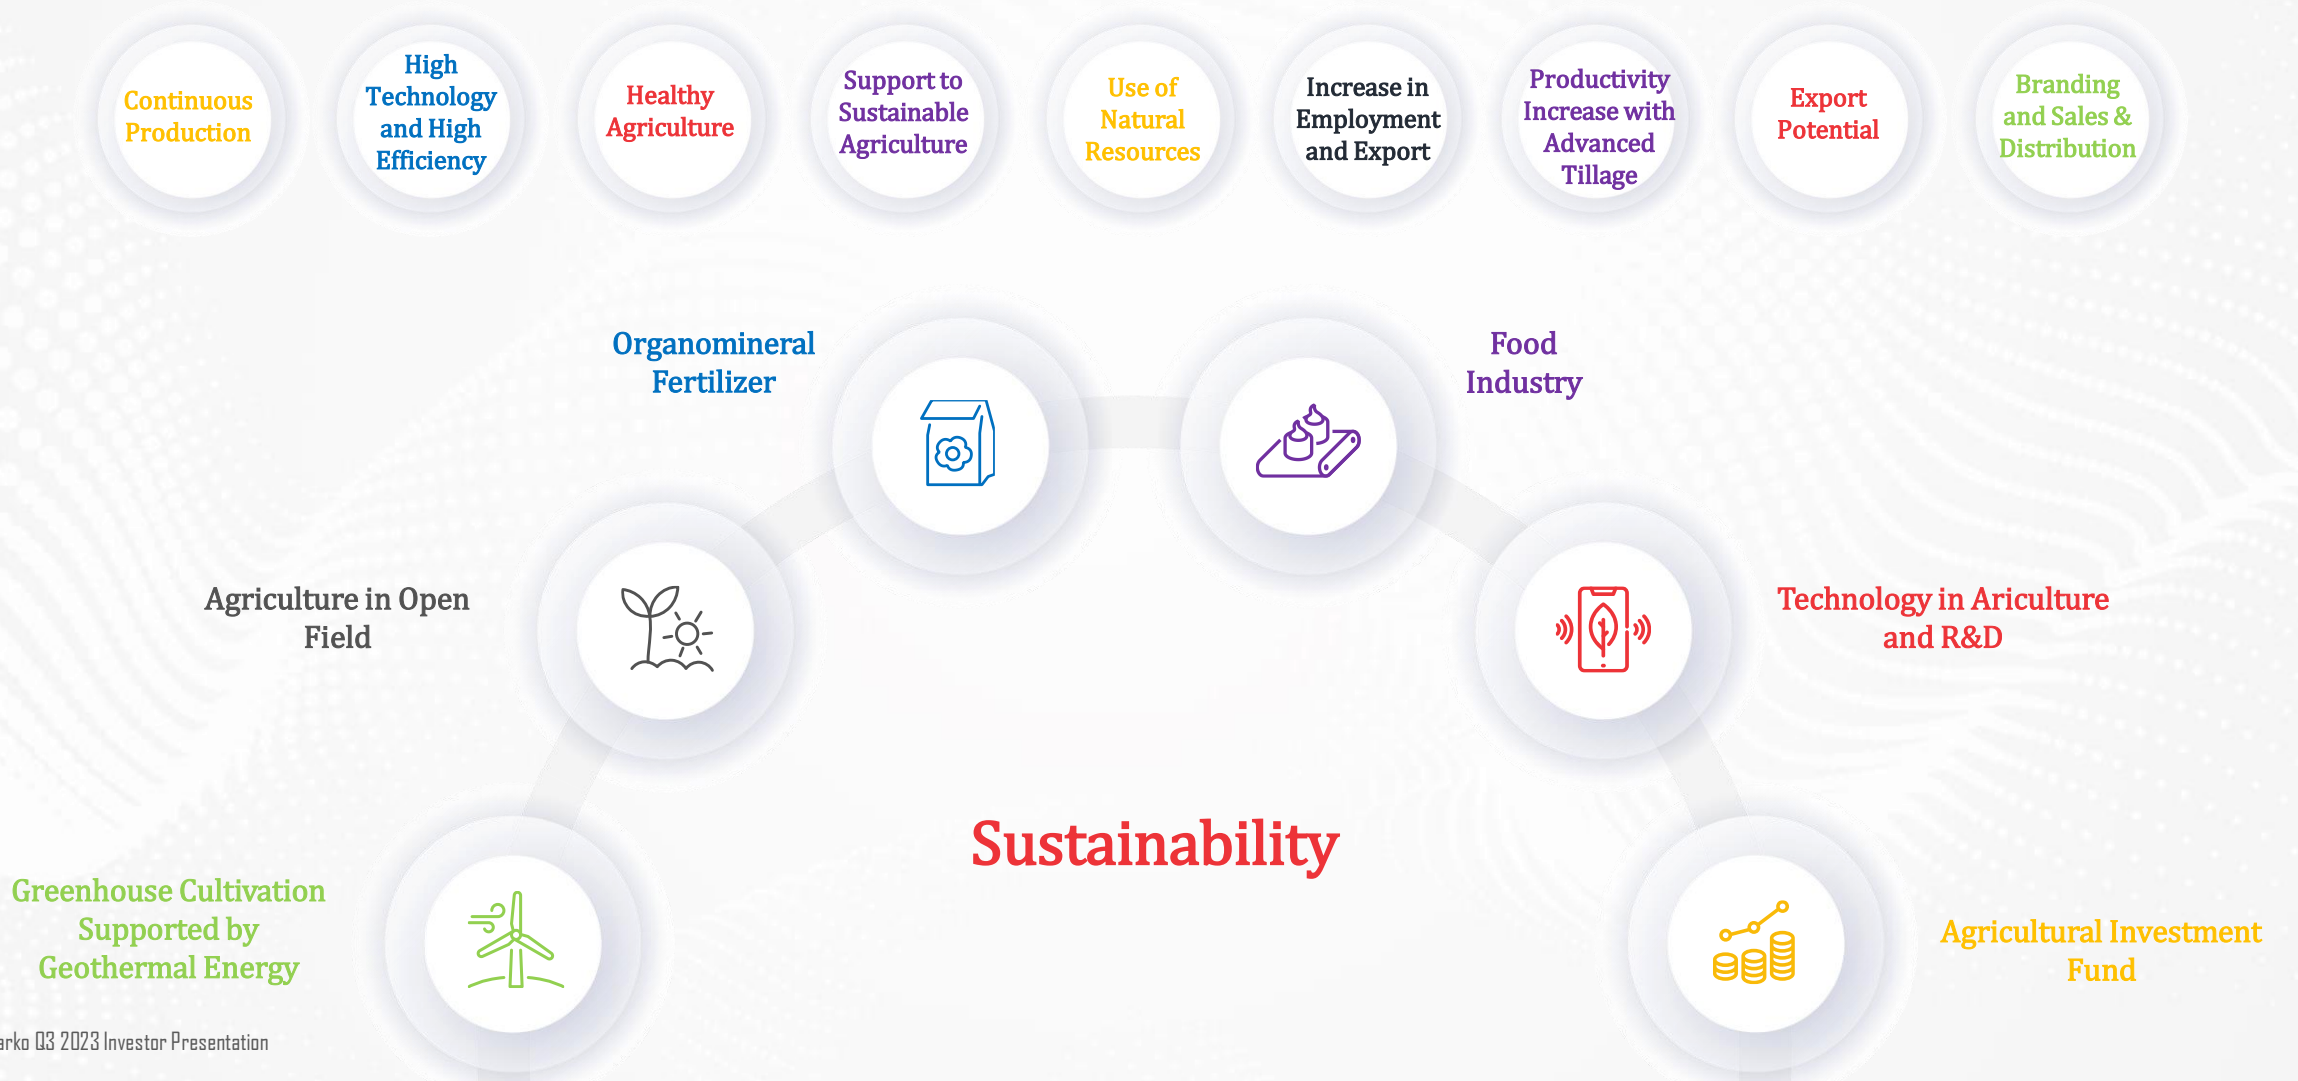 Continuous
Production
High
Technology
and High
Efficiency
Healthy
Agriculture
Support to
Sustainable
Agriculture
Use of
Natural
Resources
Increase in
Employment
and Export
Productivity
Increase with
Advanced
Tillage
Export
Potential
Branding
and Sales &
Distribution
Organomineral
Fertilizer
Food
Industry
Agriculture in Open
Field
Technology in Ariculture
and R&D
Sustainability
Greenhouse Cultivation
Supported by
Geothermal Energy
Agricultural Investment
Fund
arko Q3 2023 Investor Presentation